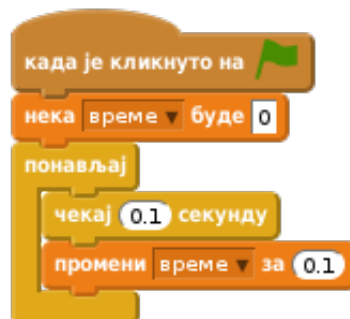 када је кликнуто на
нека време буде 0
понављај
чекај 0.1 секунду
промени време за 0.1